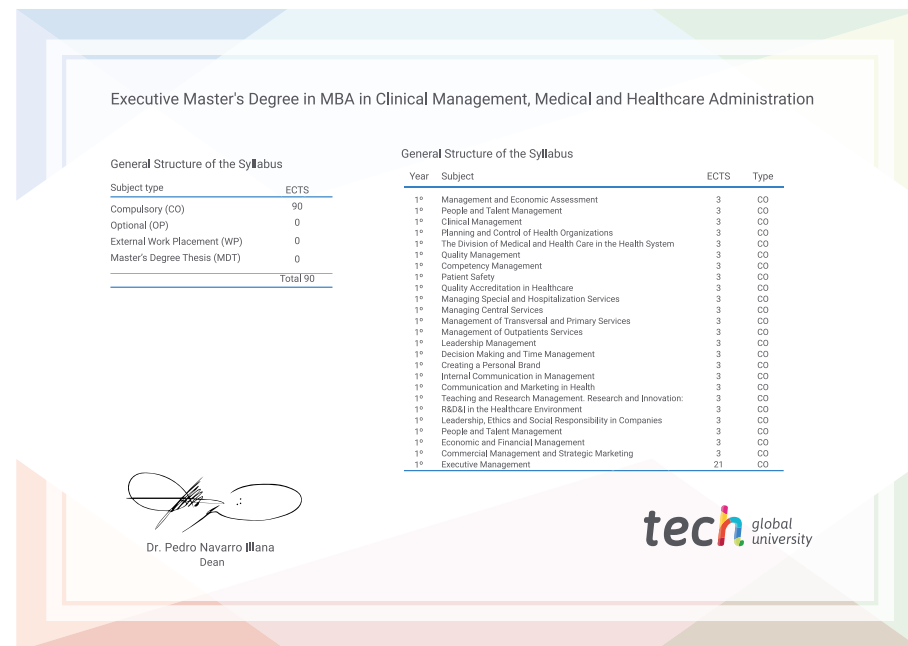 Executive Master's Degree in MBA in Clinical Management, Medical and Healthcare Administration
General Structure of the Syllabus
Subject type ECTS
Compulsory (CO) 90
Optional (OP) 0
External Work Placement (WP) 0
Master's Degree Thesis (MDT) 0
Total 90
General Structure of the Syllabus
Year Subject ECTS Type
1º Management and Economic Assessment 3 CO
1º People and Talent Management 3 CO
1º Clinical Management 3 CO
1º Planning and Control of Health Organizations 3 CO
1º The Division of Medical and Health Care in the Health System 3 CO
1º Quality Management 3 CO
1º Competency Management 3 CO
1º Patient Safety 3 CO
1º Quality Accreditation in Healthcare 3 CO
1º Managing Special and Hospitalization Services 3 CO
1º Managing Central Services 3 CO
1º Management of Transversal and Primary Services 3 CO
1º Management of Outpatients Services 3 CO
1º Leadership Management 3 CO
1º Decision Making and Time Management 3 CO
1º Creating a Personal Brand 3 CO
1º Internal Communication in Management 3 CO
1º Communication and Marketing in Health 3 CO
1º Teaching and Research Management. Research and Innovation: 3 CO
1º R&D&I in the Healthcare Environment 3 CO
1º Leadership, Ethics and Social Responsibility in Companies 3 CO
1º People and Talent Management 3 CO
1º Economic and Financial Management 3 CO
1º Commercial Management and Strategic Marketing 3 CO
1º Executive Management 21 CO
Dr. Pedro Navarro Illana
Dean
tech global
university